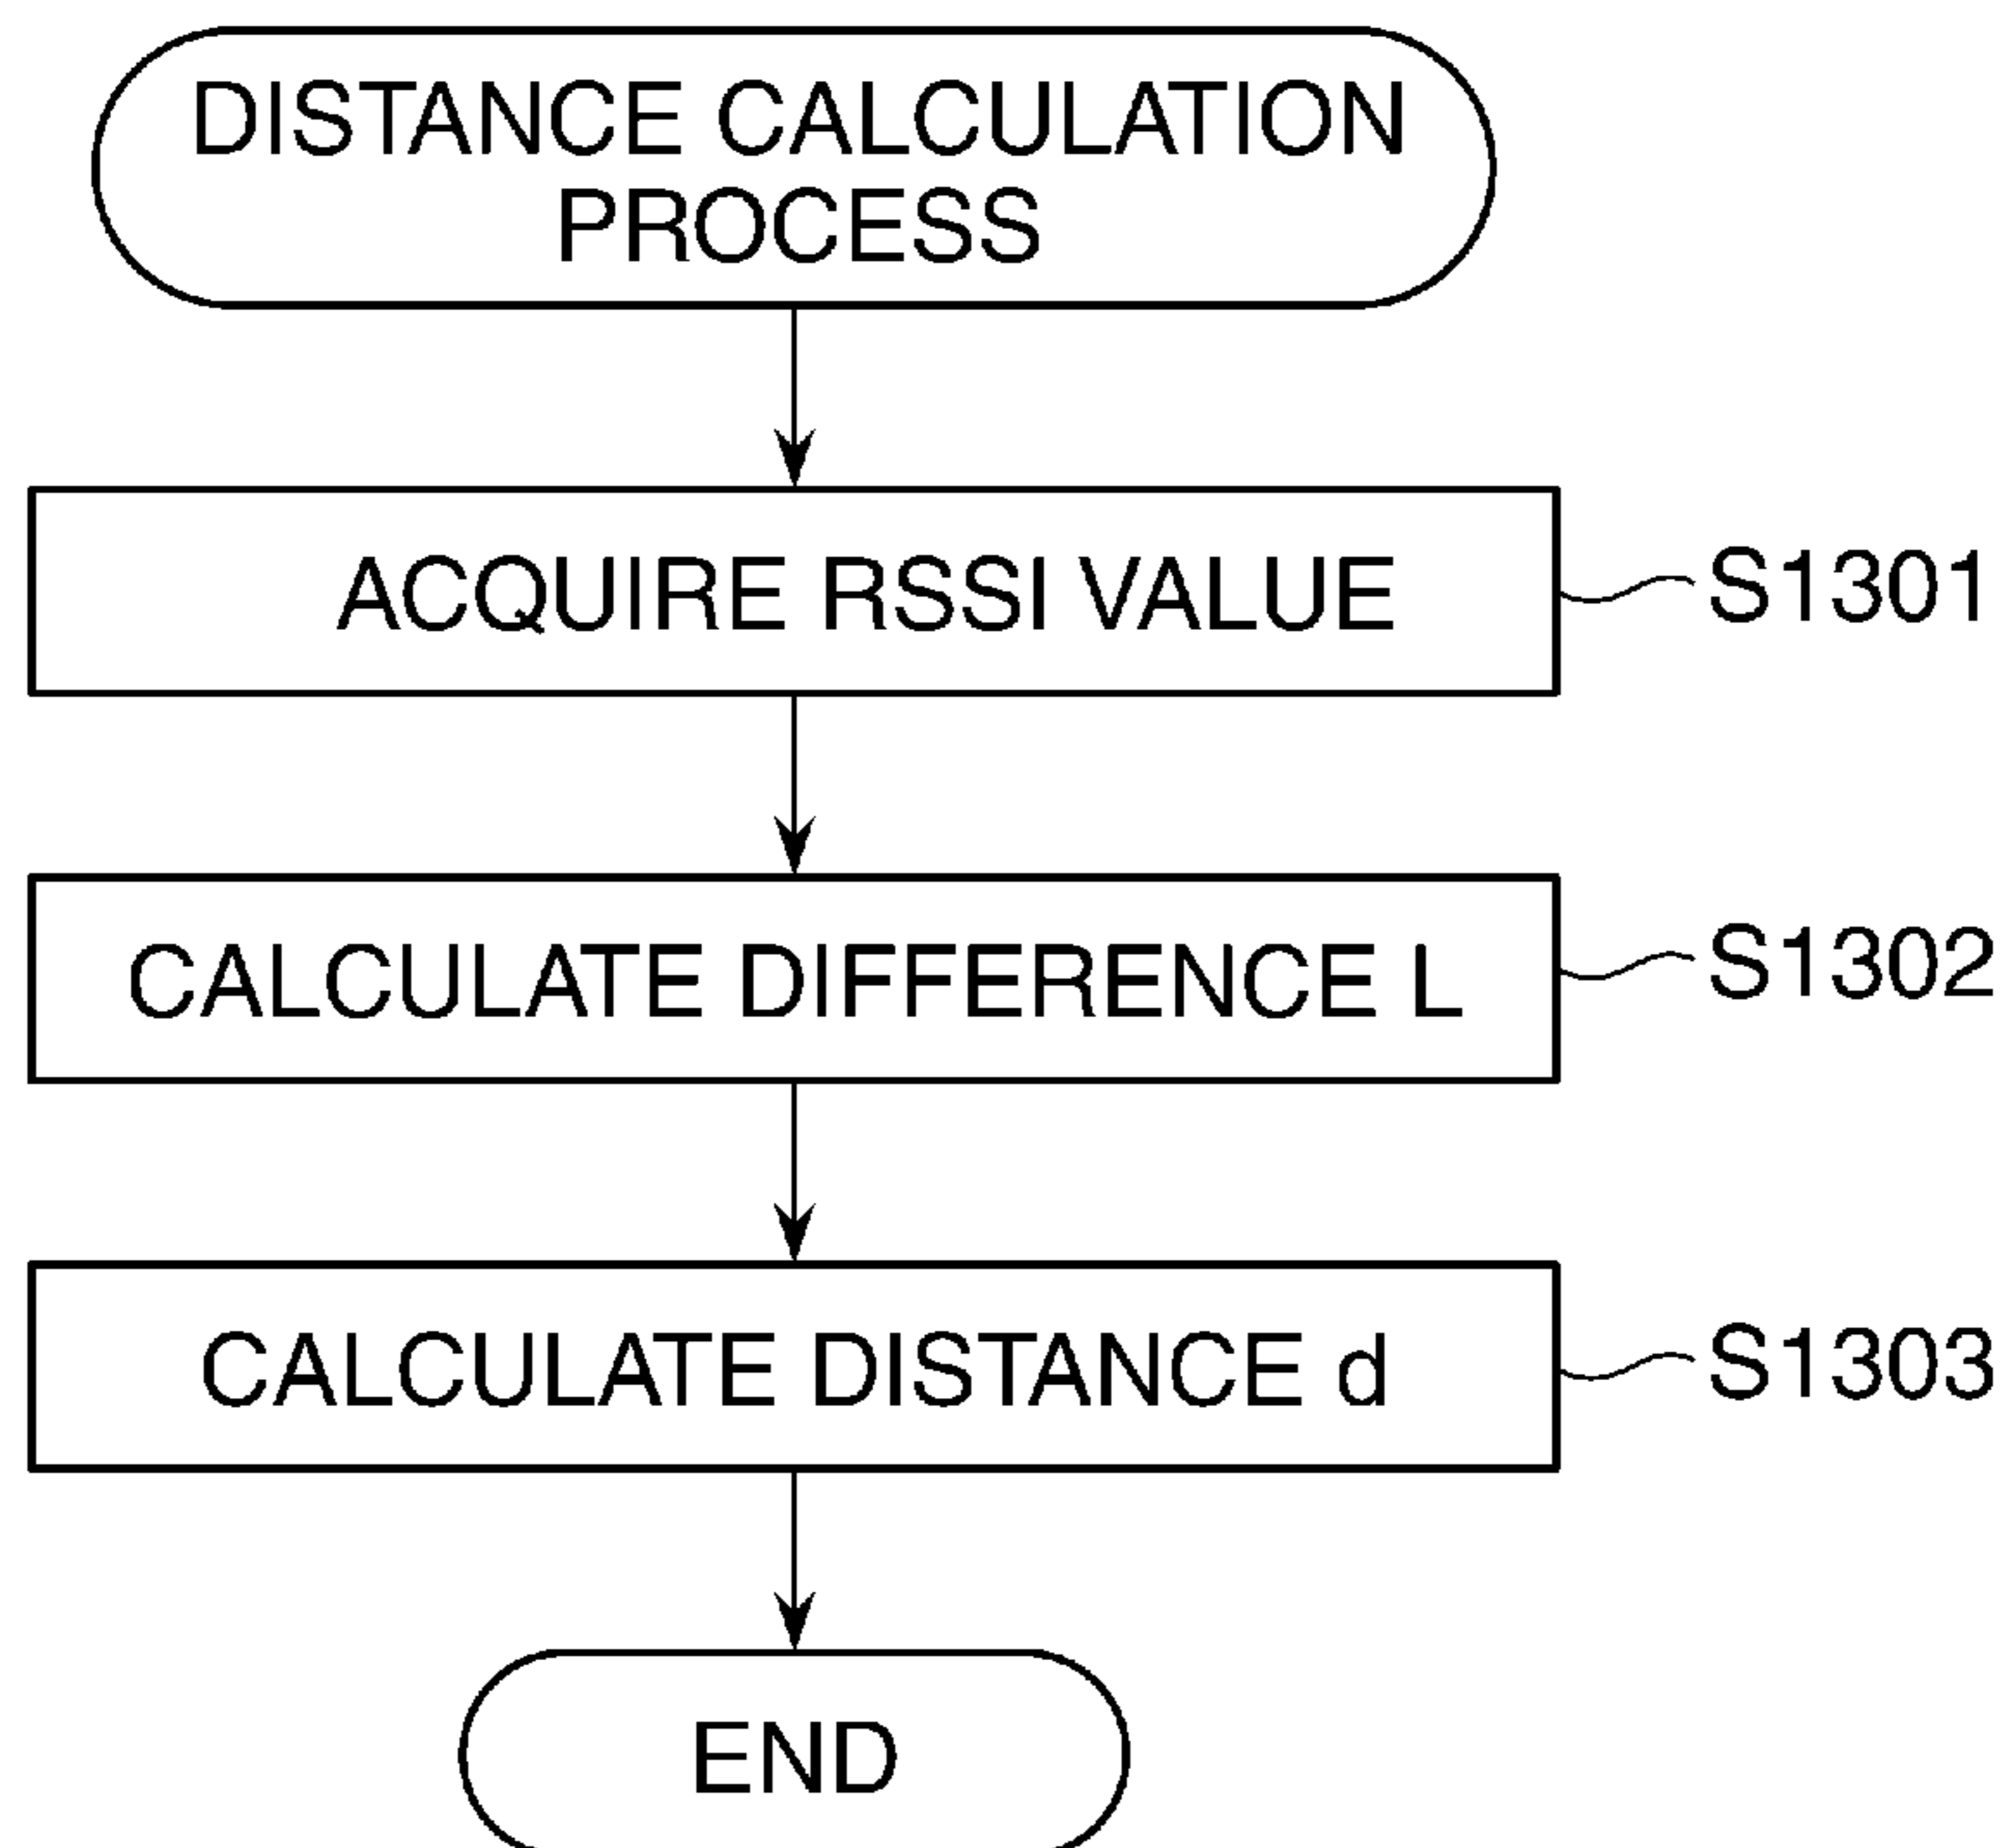 DISTANCE CALCULATION
PROCESS
ACQUIRE RSSI VALUE
S1301
CALCULATE DIFFERENCE L
S1302
CALCULATE DISTANCE d
S1303
END